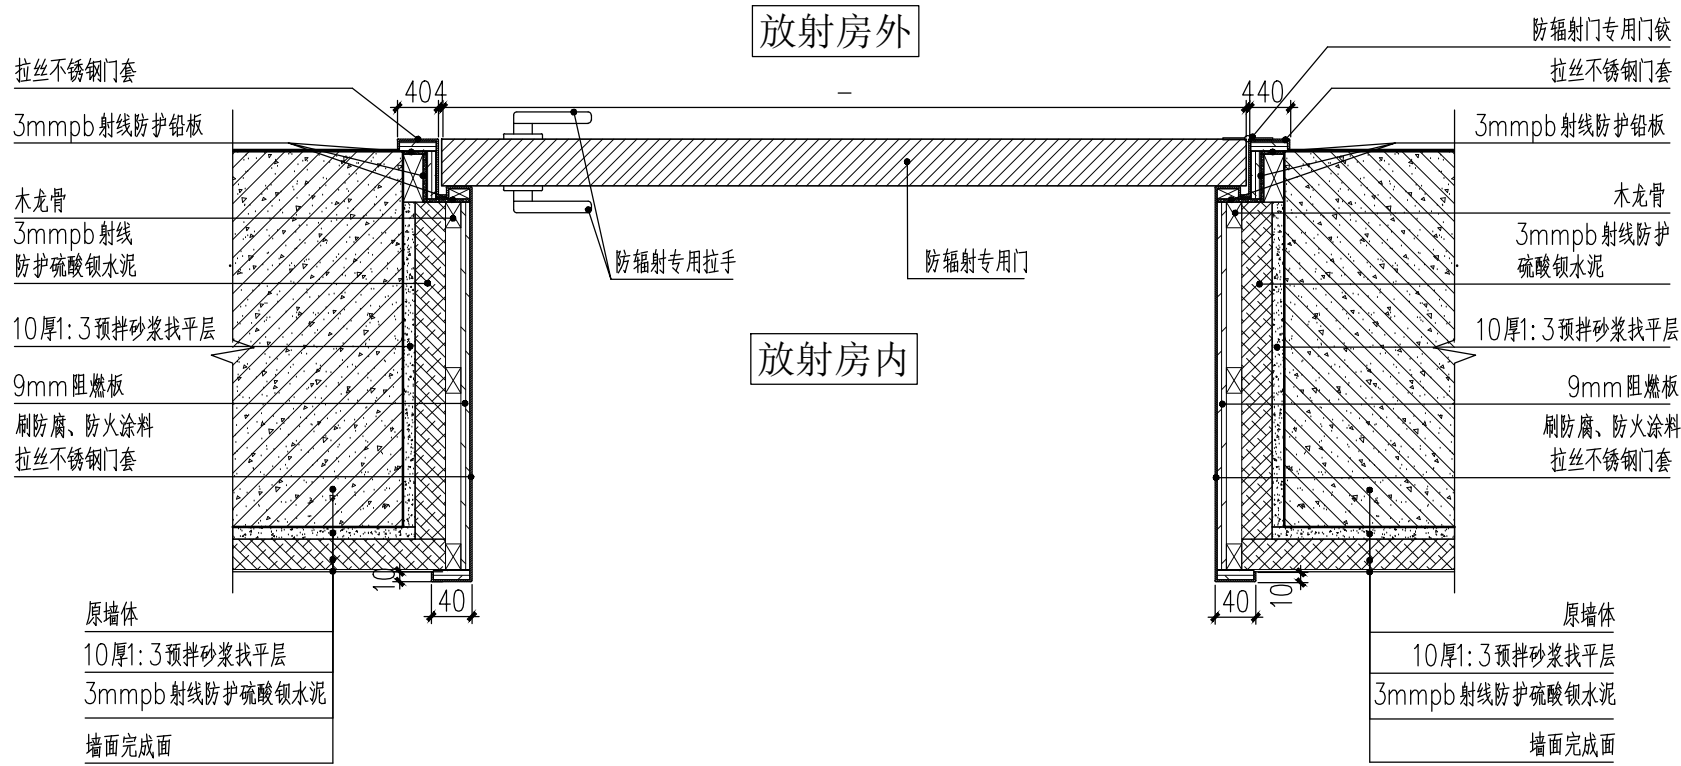 放射房外
防辐射门专用门铰
拉丝不锈钢门套
拉丝不锈钢门套
40 4
-
4 40
3mmpb射线防护铅板
3mmpb射线防护铅板
木龙骨
木龙骨
3mmpb射线
防护硫酸钡水泥
3mmpb射线防护
硫酸钡水泥
防辐射专用拉手
防辐射专用门
10厚1:3预拌砂浆找平层
10厚1:3预拌砂浆找平层
放射房内
9mm阻燃板
9mm阻燃板
刷防腐、防火涂料
刷防腐、防火涂料
拉丝不锈钢门套
拉丝不锈钢门套
10
40
40
10
原墙体
原墙体
10厚1:3预拌砂浆找平层
10厚1:3预拌砂浆找平层
3mmpb射线防护硫酸钡水泥
3mmpb射线防护硫酸钡水泥
墙面完成面
墙面完成面